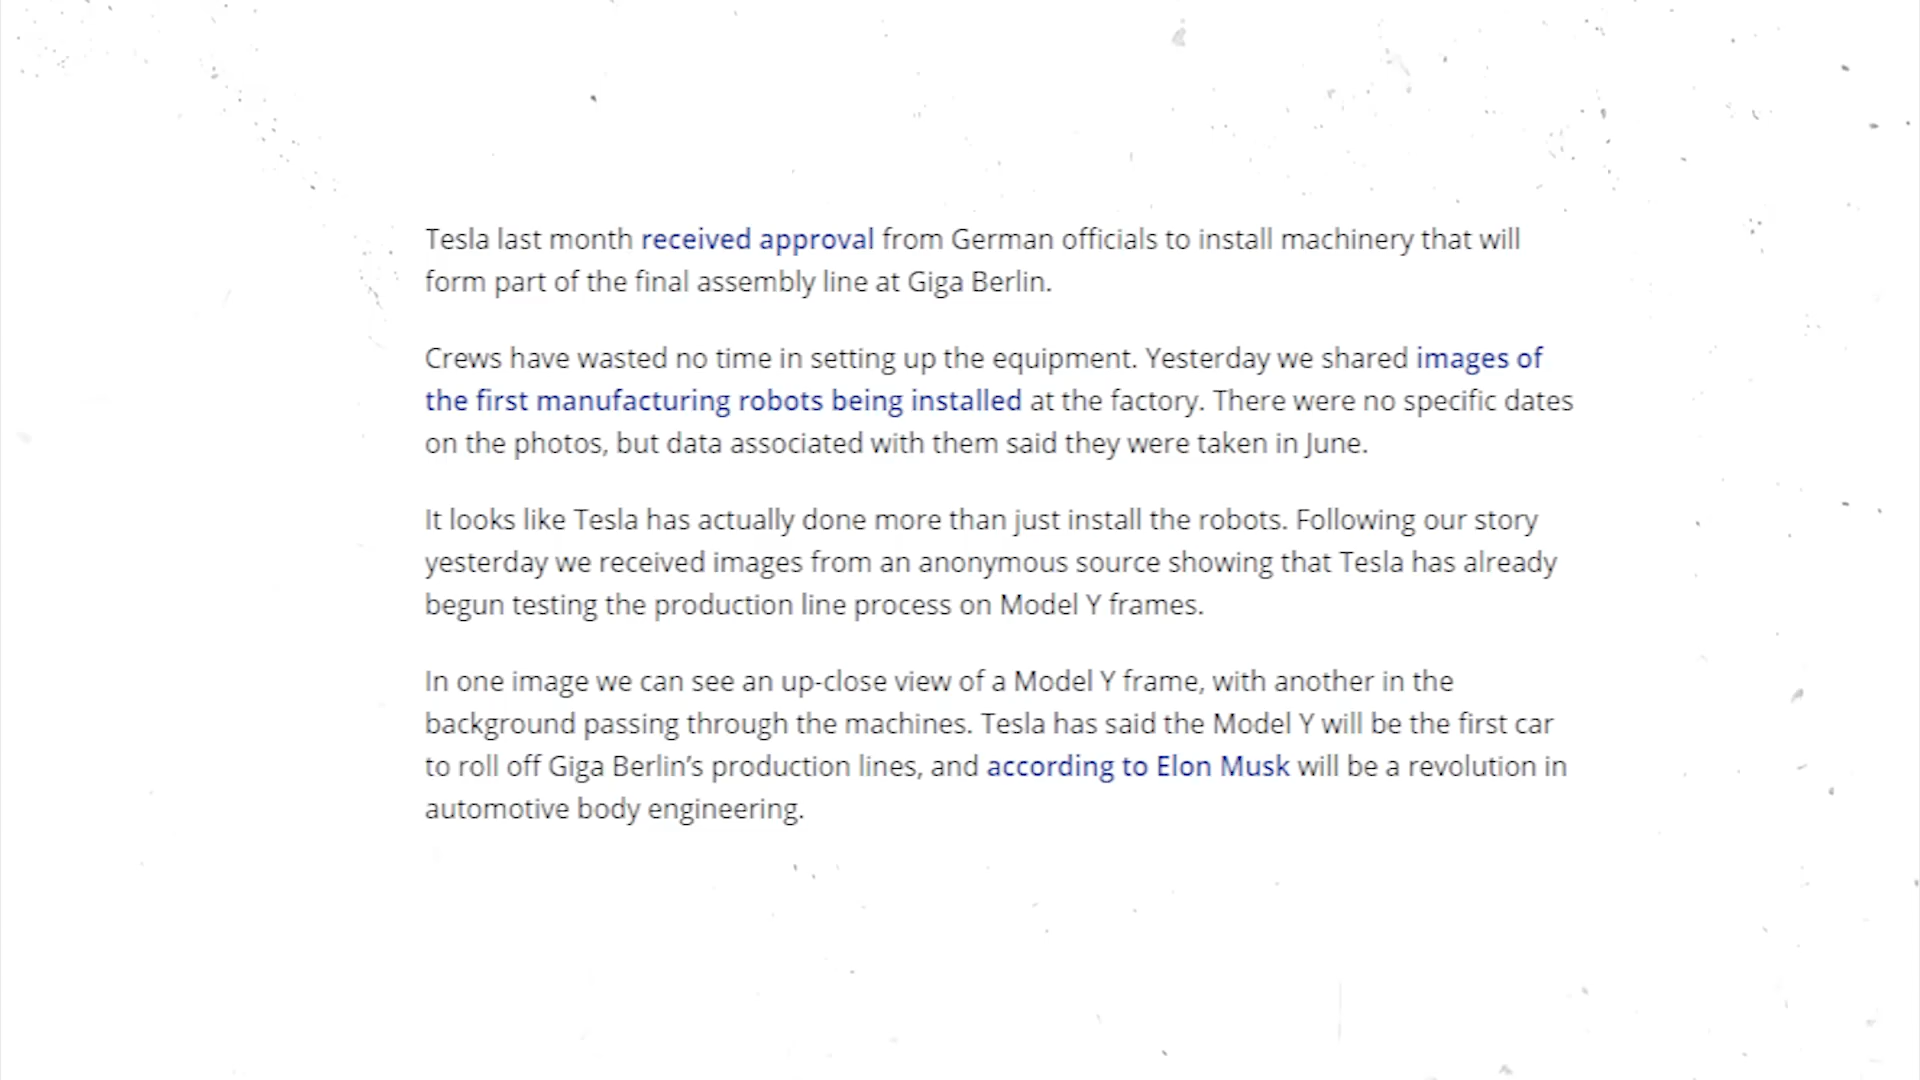 Tesla last month received approval from German officials to install machinery that will
form part of the final assembly line at Giga Berlin.
Crews have wasted no time in setting up the equipment. Yesterday we shared images of
the first manufacturing robots being installed at the factory. There were no specific dates
on the photos, but data associated with them said they were taken in June.
It looks like Tesla has actually done more than just install the robots. Following our story
yesterday we received images from an anonymous source showing that Tesla has already
begun testing the production line process on Model Y frames.
In one image we can see an up-close view of a Model Y frame, with another in the
background passing through the machines. Tesla has said the Model Y will be the first car
to roll off Giga Berlin’s production lines, and according to Elon Musk will be a revolution in
automotive body engineering.